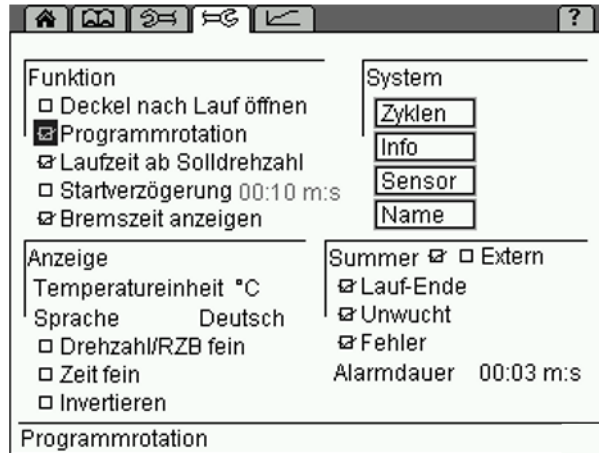 ?
Funktion
Deckel nach Lauf öffnen
Programmrotation
Laufzeit ab Solldrehzahl
Startverzögerung 00:10 m:s
Bremszeit anzeigen
System
Zyklen
Info
Sensor
Name
Anzeige
Temperatureinheit °C
Sprache Deutsch
Drehzahl/RZB fein
Zeit fein
Invertieren
Summer Extern
Lauf-Ende
Unwucht
Fehler
Alarmdauer 00:03 m:s
Programmrotation